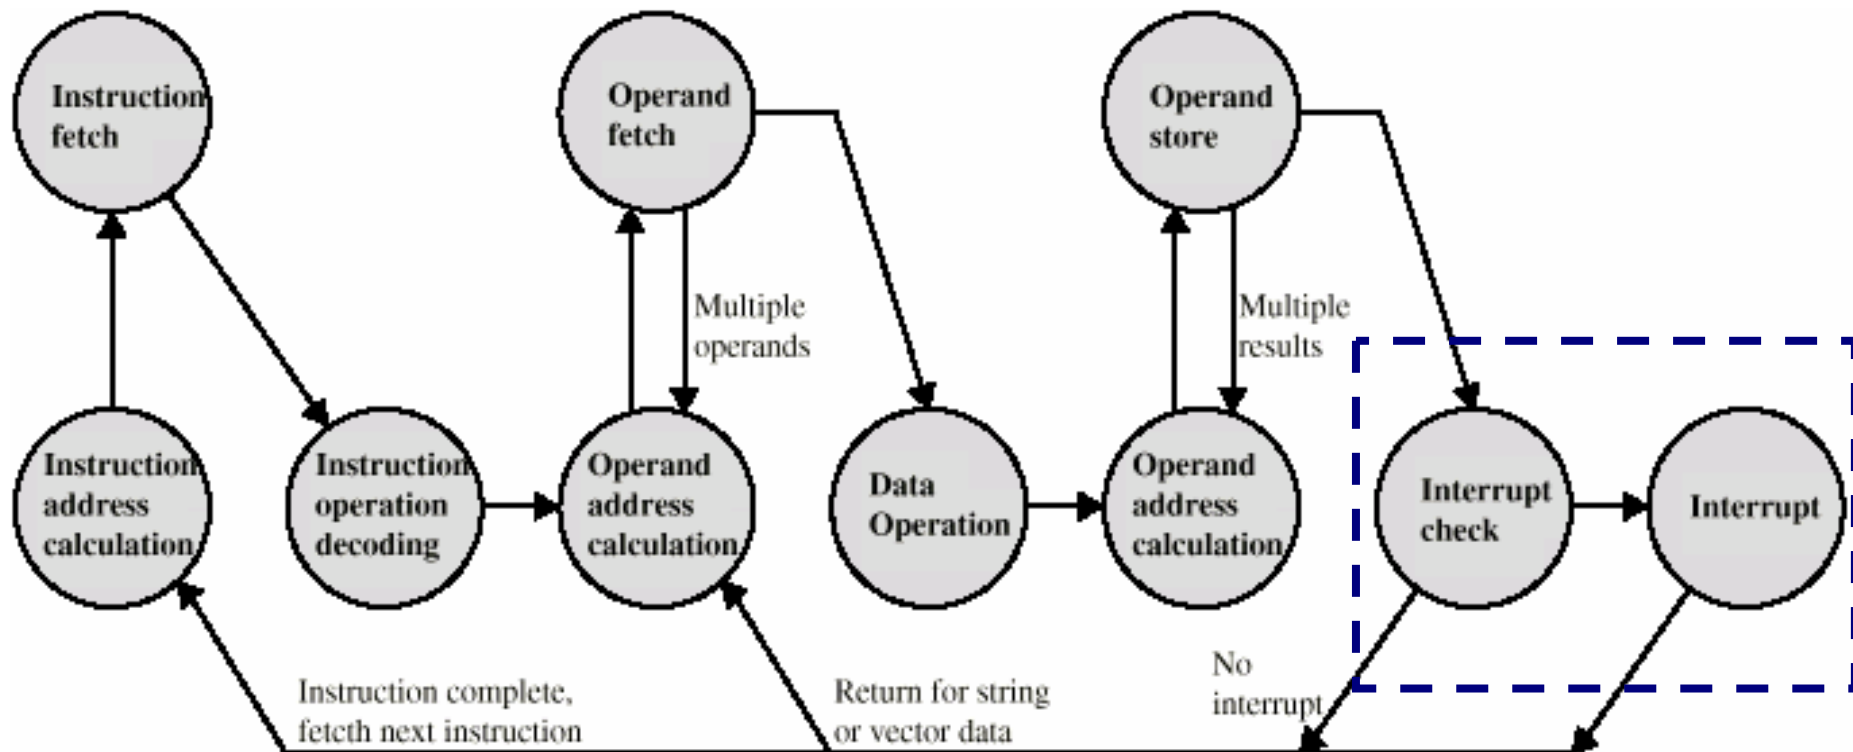 Instruction
fetch
Operand
fetch
Operand
store
Multiple
operands
Multiple
results
Instruction
address
calculation
Instruction
operation
decoding
Operand
address
calculation
Data
Operation
Operand
address
calculation
Interrupt
check
Interrupt
Instruction complete,
fetcth next instruction
Return for string
or vector data
No
interrupt